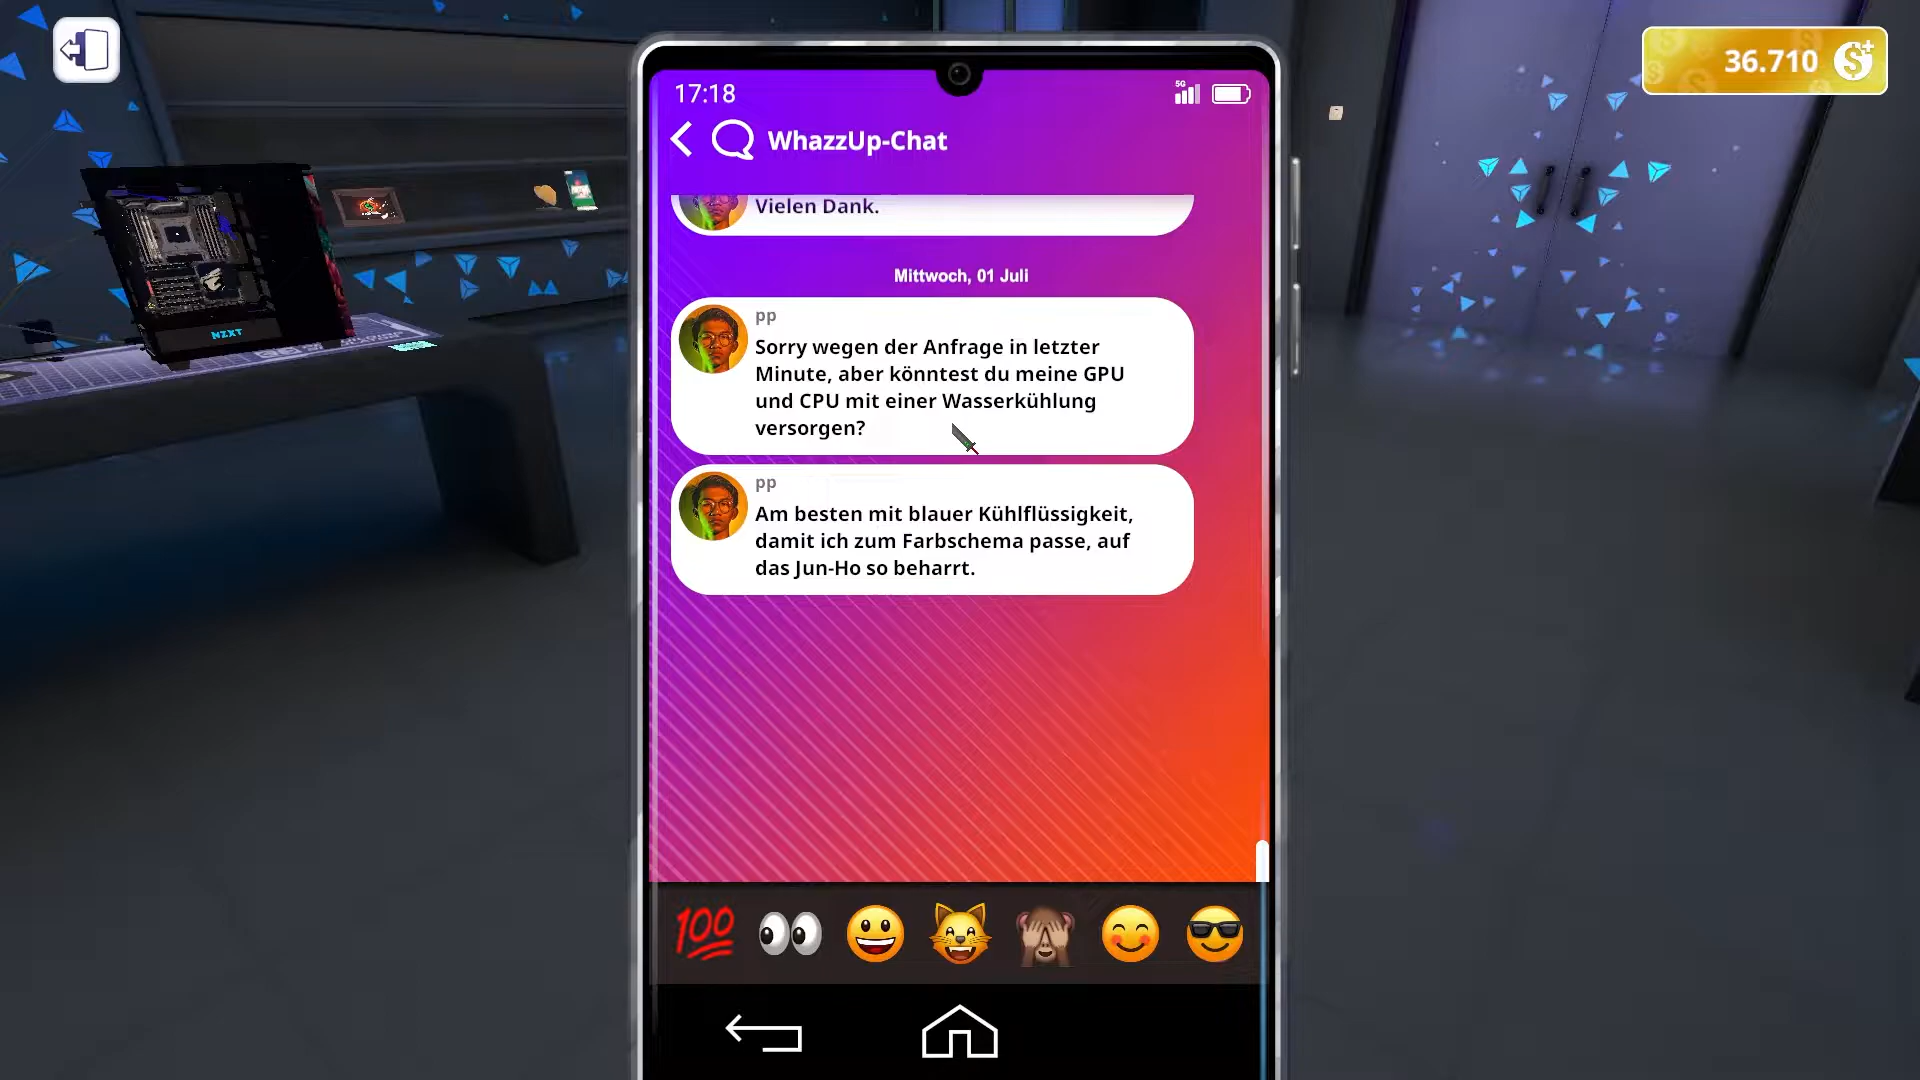 36.710
17:18
5G
WhazzUp-Chat
Vielen Dank.
Mittwoch, 01 Juli
pp
Sorry wegen der Anfrage in letzter
Minute, aber könntest du meine GPU
und CPU mit einer Wasserkühlung
versorgen?
pp
Am besten mit blauer Kühlflüssigkeit,
damit ich zum Farbschema passe, auf
das Jun-Ho so beharrt.
NZXT